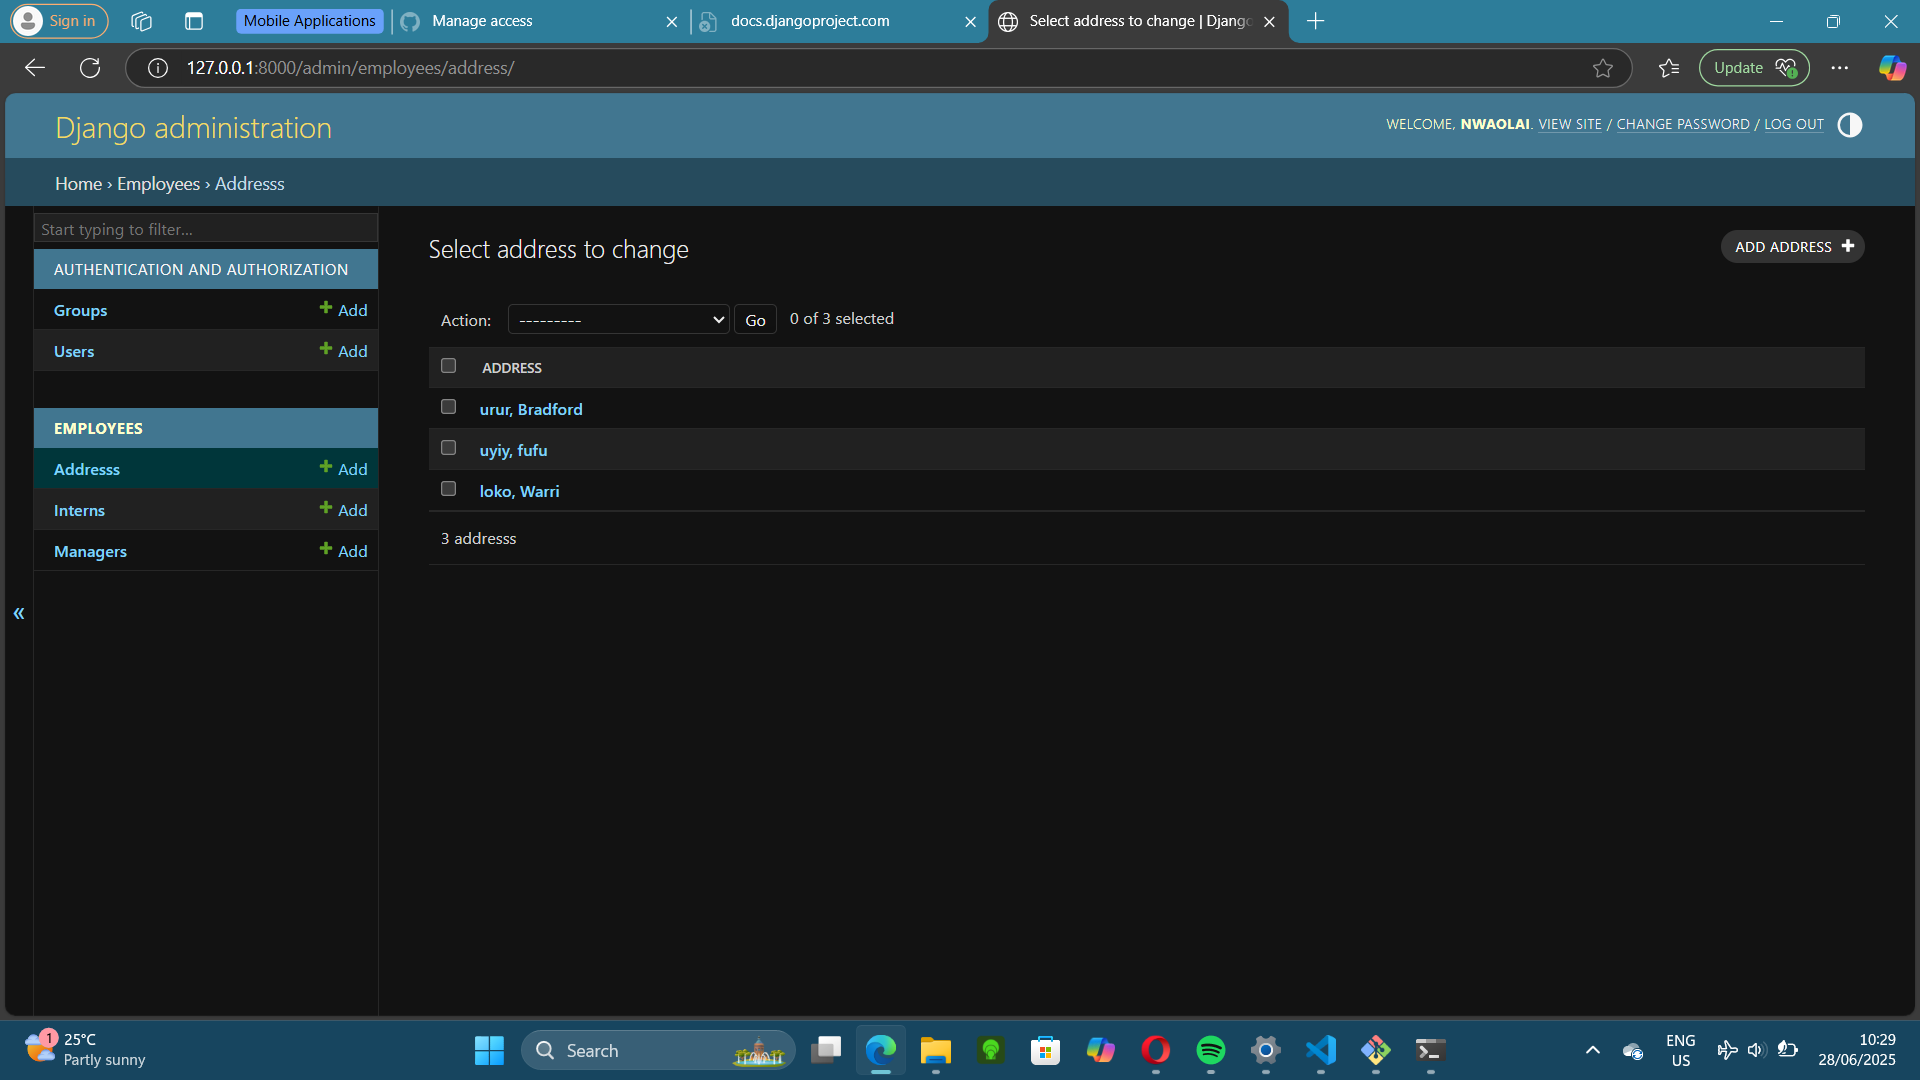 Sign in
Mobile Applications
Manage access
docs.djangoproject.com
Select address to change | Django
127.0.0.1:8000/admin/employees/address/
Update
Django administration
WELCOME, NWAOLAI. VIEW SITE / CHANGE PASSWORD / LOG OUT
Home › Employees › Addresss
Start typing to filter...
AUTHENTICATION AND AUTHORIZATION
Groups + Add
Users + Add
EMPLOYEES
Addresss + Add
Interns + Add
Managers + Add
«
Select address to change
ADD ADDRESS +
Action: --------- Go 0 of 3 selected
ADDRESS
urur, Bradford
uyiy, fufu
loko, Warri
3 addresss
1
25°C
Partly sunny
Search
ENG
US
10:29
28/06/2025